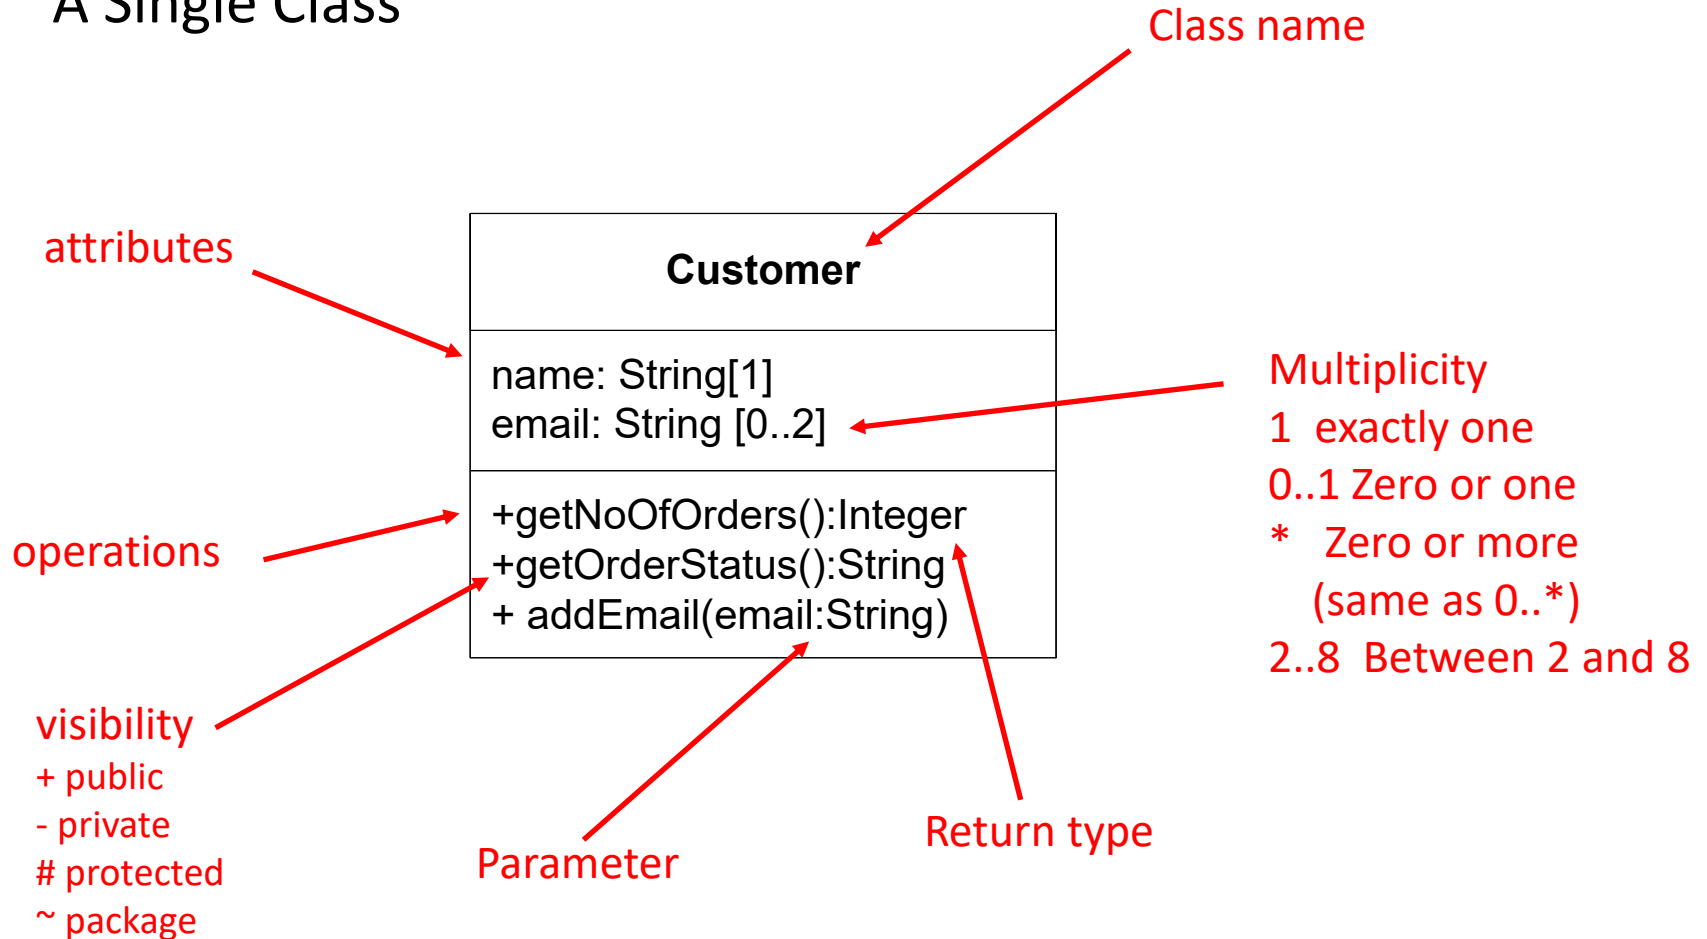 A Single Class
Class name
attributes
Customer
name: String[1]
email: String [0..2]
Multiplicity
1 exactly one
0..1 Zero or one
* Zero or more
(same as 0..*)
2..8 Between 2 and 8
operations
+getNoOfOrders():Integer
+getOrderStatus():String
+ addEmail(email:String)
visibility
+ public
- private
# protected
~ package
Parameter
Return type